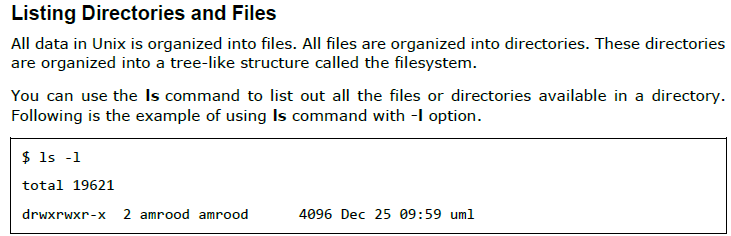 Listing Directories and Files
All data in Unix is organized into files. All files are organized into directories. These directories
are organized into a tree-like structure called the filesystem.
You can use the ls command to list out all the files or directories available in a directory.
Following is the example of using ls command with -l option.
$ ls -l
total 19621
drwxrwxr-x  2 amrood amrood      4096 Dec 25 09:59 uml